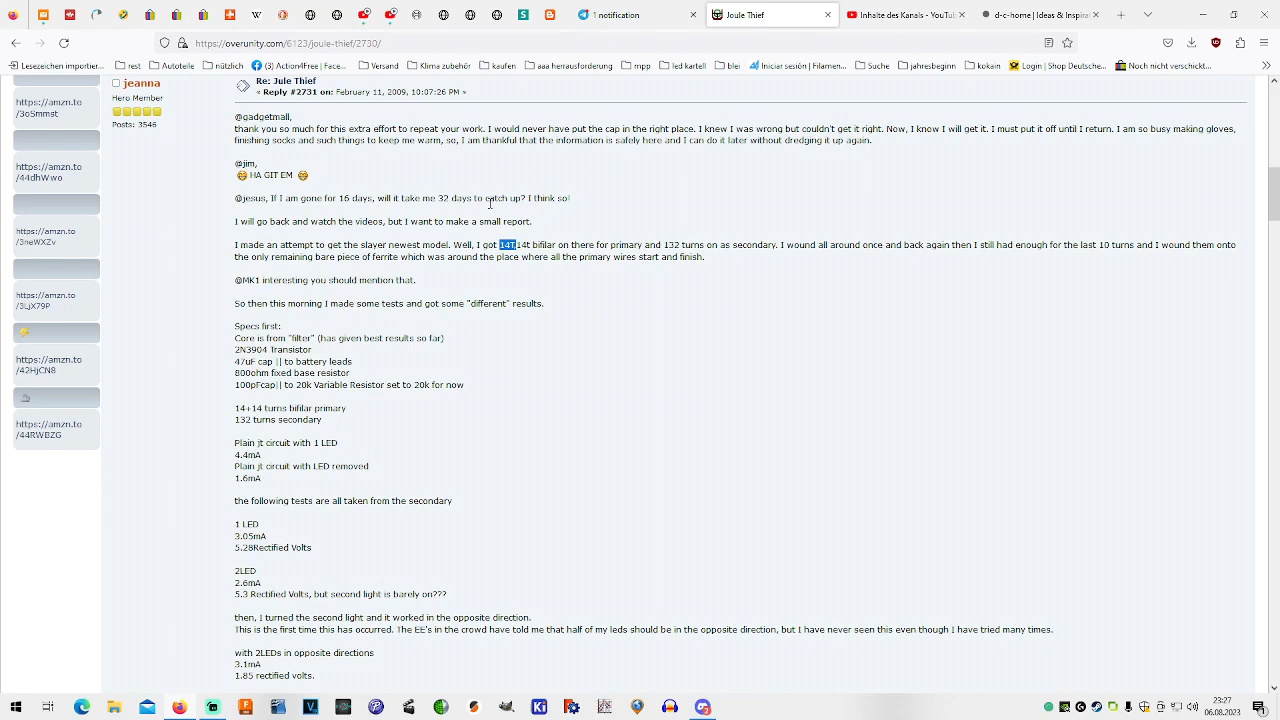 1 notification
Joule Thief
Inhalte des Kanals – YouTub
d-c-home | Ideas & Inspira
https://overunity.com/6123/joule-thief/2730/
Lesezeichen importier...
rest
Autoteile
nützlich
(3) Action4Free | Face...
Versand
Klima zubehör
kaufen
aaa herrausforderung
mpp
led kartell
blei
Iniciar sesión | Filamen...
Suche
jahresbeginn
kokain
Login | Shop Deutsche...
Noch nicht verschickt...
https://amzn.to
/3oSmmst
https://amzn.to
/44dhWwo
https://amzn.to
/3neWXZv
https://amzn.to
/3LjX79P
https://amzn.to
/42HjCN8
https://amzn.to
/44RWBZG
jeanna
Hero Member
Posts: 3546
Re: Jule Thief
« Reply #2731 on: February 11, 2009, 10:07:26 PM »
@gadgetmall,
thank you so much for this extra effort to repeat your work. I would never have put the cap in the right place. I knew I was wrong but couldn't get it right. Now, I know I will get it. I must put it off until I return. I am so busy making gloves,
finishing socks and such things to keep me warm, so, I am thankful that the information is safely here and I can do it later without dredging it up again.
@jim,
HA GIT EM
@jesus, If I am gone for 16 days, will it take me 32 days to catch up? I think so!
I will go back and watch the videos, but I want to make a small report.
I made an attempt to get the slayer newest model. Well, I got 14T,14t bifilar on there for primary and 132 turns on as secondary. I wound all around once and back again then I still had enough for the last 10 turns and I wound them onto
the only remaining bare piece of ferrite which was around the place where all the primary wires start and finish.
@MK1 interesting you should mention that.
So then this morning I made some tests and got some "different" results.
Specs first:
Core is from "filter" (has given best results so far)
2N3904 Transistor
47uF cap || to battery leads
800ohm fixed base resistor
100pFcap|| to 20k Variable Resistor set to 20k for now
14+14 turns bifilar primary
132 turns secondary
Plain jt circuit with 1 LED
4.4mA
Plain jt circuit with LED removed
1.6mA
the following tests are all taken from the secondary
1 LED
3.05mA
5.28Rectified Volts
2LED
2.6mA
5.3 Rectified Volts, but second light is barely on???
then, I turned the second light and it worked in the opposite direction.
This is the first time this has occurred. The EE's in the crowd have told me that half of my leds should be in the opposite direction, but I have never seen this even though I have tried many times.
with 2LEDs in opposite directions
3.1mA
1.85 rectified volts.
23:27
06.08.2023